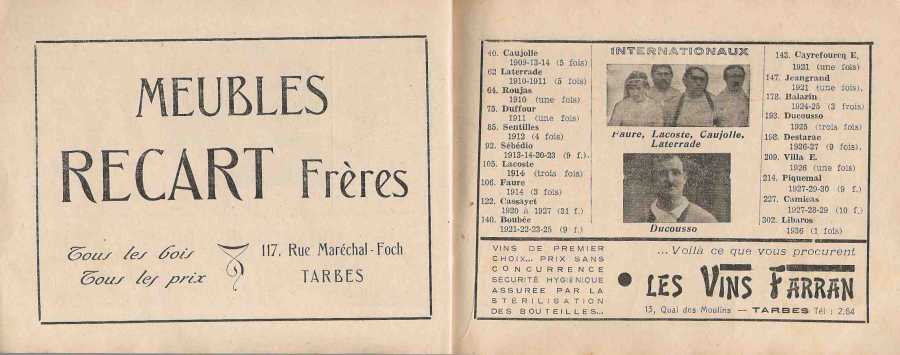 MEUBLES
RECART Frères
Tous les bois
Tous les prix
117, Rue Maréchal-Foch
TARBES
40. Caujolle
1909-13-14 (5 fois)
62 Laterrade
1910-1911 (5 fois)
64. Roujas
1910 (une fois)
75. Duffour
1911 (une fois)
85. Sentilles
1912 (4 fois)
92. Sébédio
1913-14-20-23 (9 f.).
105. Lacoste
1914 (trois fois)
106. Faure
1914 (3 fois)
122. Cassayet
1920 à 1927 (31 f.)
140. Boubée
1921-22-23-25 (9 f.)
INTERNATIONAUX
Faure, Lacoste, Caujolle,
Laterrade
Ducousso
143. Cayrefourcq E.
1921 (une fois)
147. Jeangrand
1921 (une fois).
178. Balarin
1924-25 (3 frois)
193. Ducousso
1925 (trois fois)
198. Destarac
1926-27 (9 fois).
209. Villa E.
1926 (une fois)
214. Piquemal
1927-29-30 (9 f.)
227. Camicas
1927-28-29 (10 f.)
302. Libaros
1936 (1 fois)
VINS DE PREMIER
CHOIX... PRIX SANS
CONCURRENCE
SECURITÉ HYGIÉNIQUE
ASSURÉE PAR LA
STÉRILISATION
DES BOUTEILLES...
...Voilà ce que vous procurent
LES VINS FARRAN
13, Quai des Moulins — TARBES Tél : 2.64